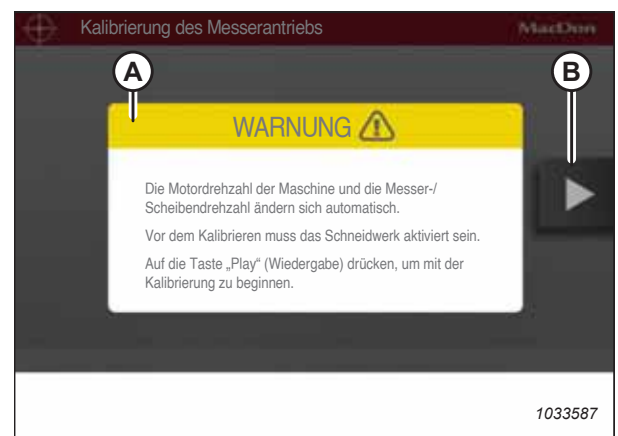 Kalibrierung des Messerantriebs
MacDon
A
B
WARNUNG
Die Motordrehzahl der Maschine und die Messer-/
Scheibendrehzahl ändern sich automatisch.
Vor dem Kalibrieren muss das Schneidwerk aktiviert sein.
Auf die Taste „Play“ (Wiedergabe) drücken, um mit der
Kalibrierung zu beginnen.
1033587